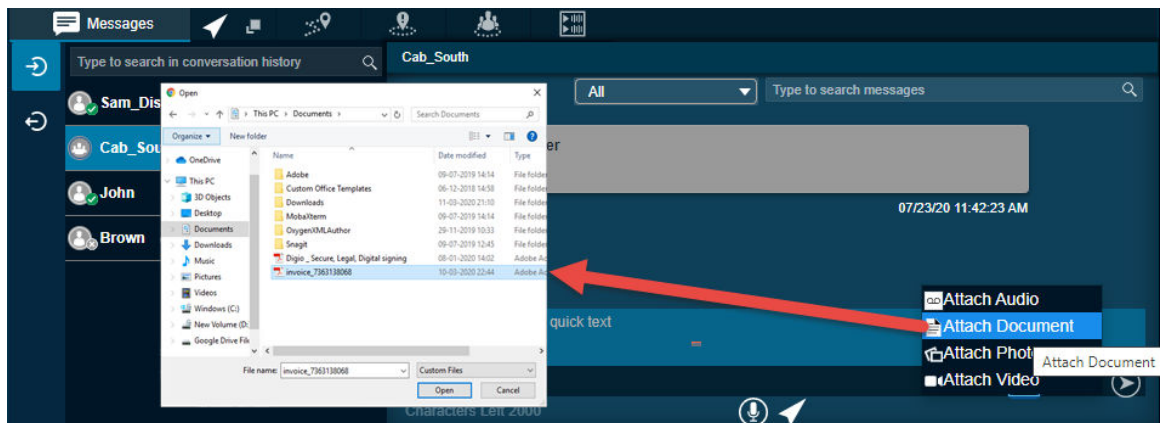 Messages
Type to search in conversation history
Cab_South
Sam_Dis
All
Type to search messages
Cab_Sou
er
John
07/23/20 11:42:23 AM
Brown
Open
This PC > Documents >
Search Documents
Organize
New folder
Name
Date modified
Type
OneDrive
This PC
3D Objects
Desktop
Documents
Downloads
Music
Pictures
Videos
Windows (C:)
New Volume (D:
Google Drive File
Adobe 09-07-2019 14:14 File folder
Custom Office Templates 06-12-2018 14:58 File folder
Downloads 11-03-2020 21:10 File folder
MobaXterm 09-07-2019 14:14 File folder
OxygenXMLAuthor 29-11-2019 10:33 File folder
Snagit 09-07-2019 12:45 File folder
Digio _ Secure, Legal, Digital signing 08-01-2020 14:02 Adobe Ac
invoice_7363138068 10-03-2020 22:44 Adobe Ac
File name: invoice_7363138068
Custom Files
Open
Cancel
quick text
Attach Audio
Attach Document
Attach Phot
Attach Document
Attach Video
Characters Left 2000